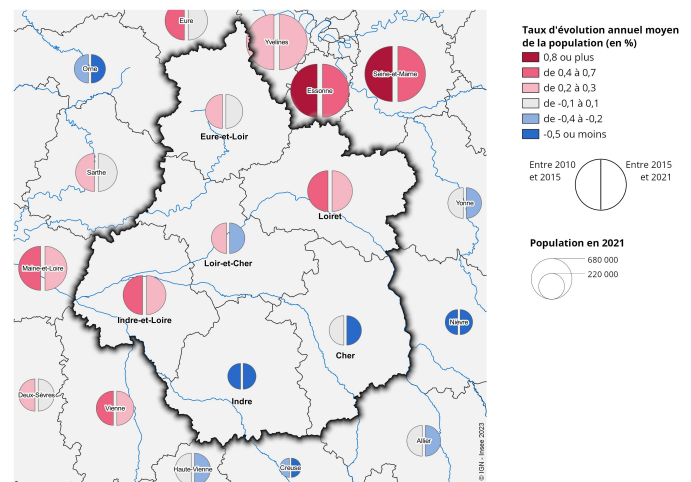 Eure
Yvelines
Orne
Seine-et-Marne
Essonne
Eure-et-Loir
Sarthe
Loiret
Yonne
Loir-et-Cher
Maine-et-Loire
Indre-et-Loire
Nièvre
Cher
Indre
Deux-Sèvres
Vienne
Allier
Haute-Vienne
Creuse
© IGN - Insee 2023
Taux d'évolution annuel moyen
de la population (en %)
0,8 ou plus
de 0,4 à 0,7
de 0,2 à 0,3
de -0,1 à 0,1
de -0,4 à -0,2
-0,5 ou moins
Entre 2010
et 2015
Entre 2015
et 2021
Population en 2021
680 000
220 000